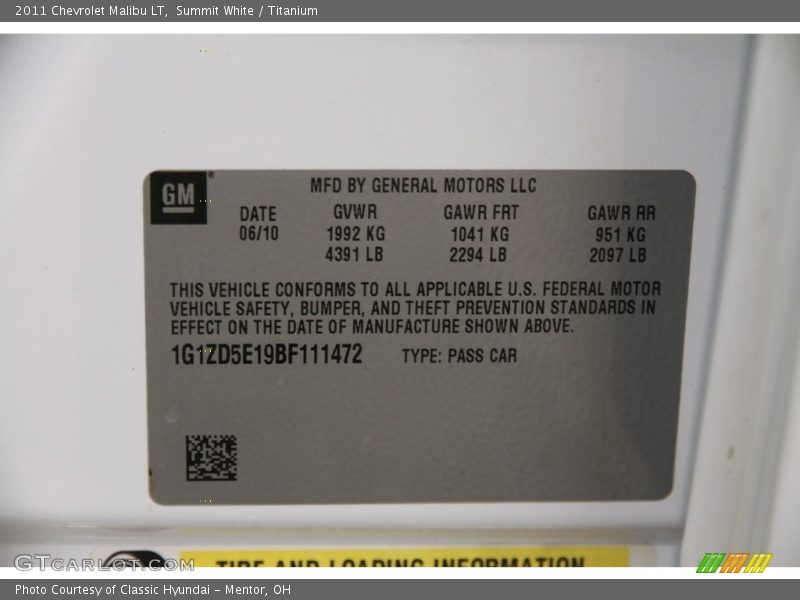 2011 Chevrolet Malibu LT,  Summit White / Titanium
GM
MFD BY GENERAL MOTORS LLC
DATE GVWR GAWR FRT GAWR RR
06/10 1992 KG 1041 KG 951 KG
4391 LB 2294 LB 2097 LB
THIS VEHICLE CONFORMS TO ALL APPLICABLE U.S. FEDERAL MOTOR
VEHICLE SAFETY, BUMPER, AND THEFT PREVENTION STANDARDS IN
EFFECT ON THE DATE OF MANUFACTURE SHOWN ABOVE.
1G1ZD5E19BF111472 TYPE: PASS CAR
TIRE AND LOADING INFORMATION
GTCARLOT.COM
Photo Courtesy of Classic Hyundai - Mentor, OH